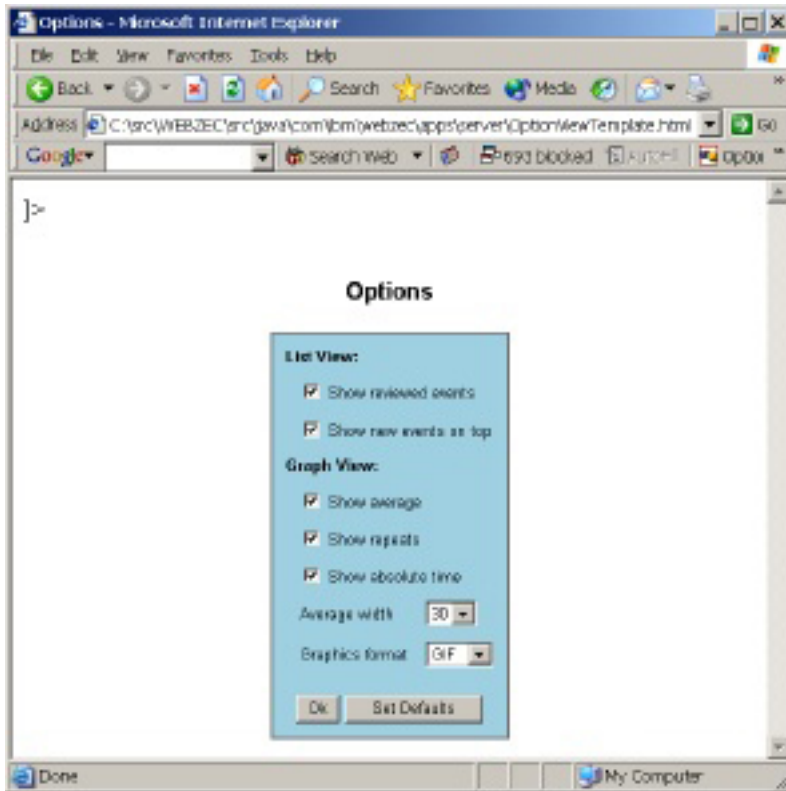 Options - Microsoft Internet Explorer
File Edit View Favorites Tools Help
Back Search Favorites Media
Address C:\src\WEBZEC\src\java\com\ibm\webzec\apps\server\OptionViewTemplate.html Go
Google Search Web 693 blocked AutoFill Optior
]>
Options
List View:
Show reviewed events
Show new events on top
Graph View:
Show average
Show repeats
Show absolute time
Average width 30
Graphics format GIF
Ok Set Defaults
Done My Computer